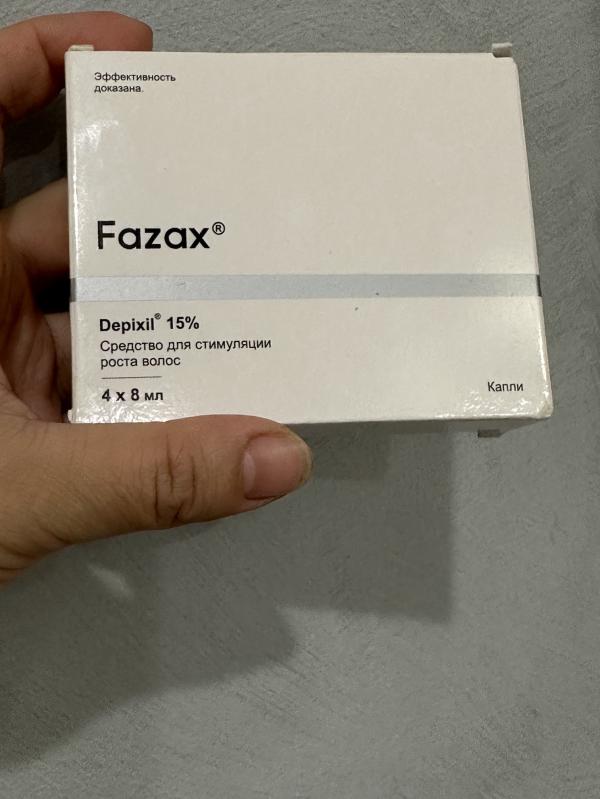 Эффективность
доказана.
Fazax®
Depixil® 15%
Средство для стимуляции
роста волос
4 x 8 мл
Капли